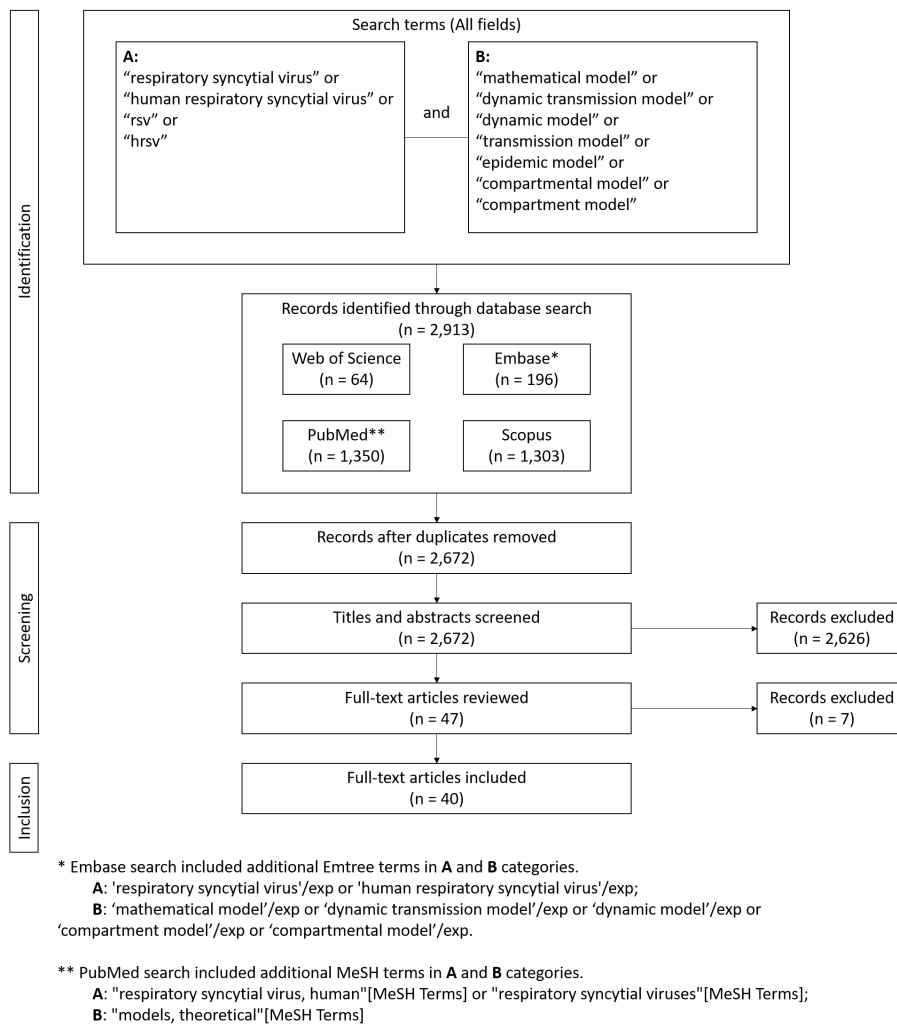 Search terms (All fields)
A:
“respiratory syncytial virus” or
“human respiratory syncytial virus” or
“rsv” or
“hrsv”
and
B:
“mathematical model” or
“dynamic transmission model” or
“dynamic model” or
“transmission model” or
“epidemic model” or
“compartmental model” or
“compartment model”
Identification
Records identified through database search
(n = 2,913)
Web of Science
(n = 64)
Embase*
(n = 196)
PubMed**
(n = 1,350)
Scopus
(n = 1,303)
Screening
Records after duplicates removed
(n = 2,672)
Titles and abstracts screened
(n = 2,672)
Records excluded
(n = 2,626)
Full-text articles reviewed
(n = 47)
Records excluded
(n = 7)
Inclusion
Full-text articles included
(n = 40)
* Embase search included additional Emtree terms in A and B categories.
A: 'respiratory syncytial virus'/exp or 'human respiratory syncytial virus'/exp;
B: ‘mathematical model’/exp or ‘dynamic transmission model’/exp or ‘dynamic model’/exp or
‘compartment model’/exp or ‘compartmental model’/exp.
** PubMed search included additional MeSH terms in A and B categories.
A: "respiratory syncytial virus, human"[MeSH Terms] or "respiratory syncytial viruses"[MeSH Terms];
B: "models, theoretical"[MeSH Terms]